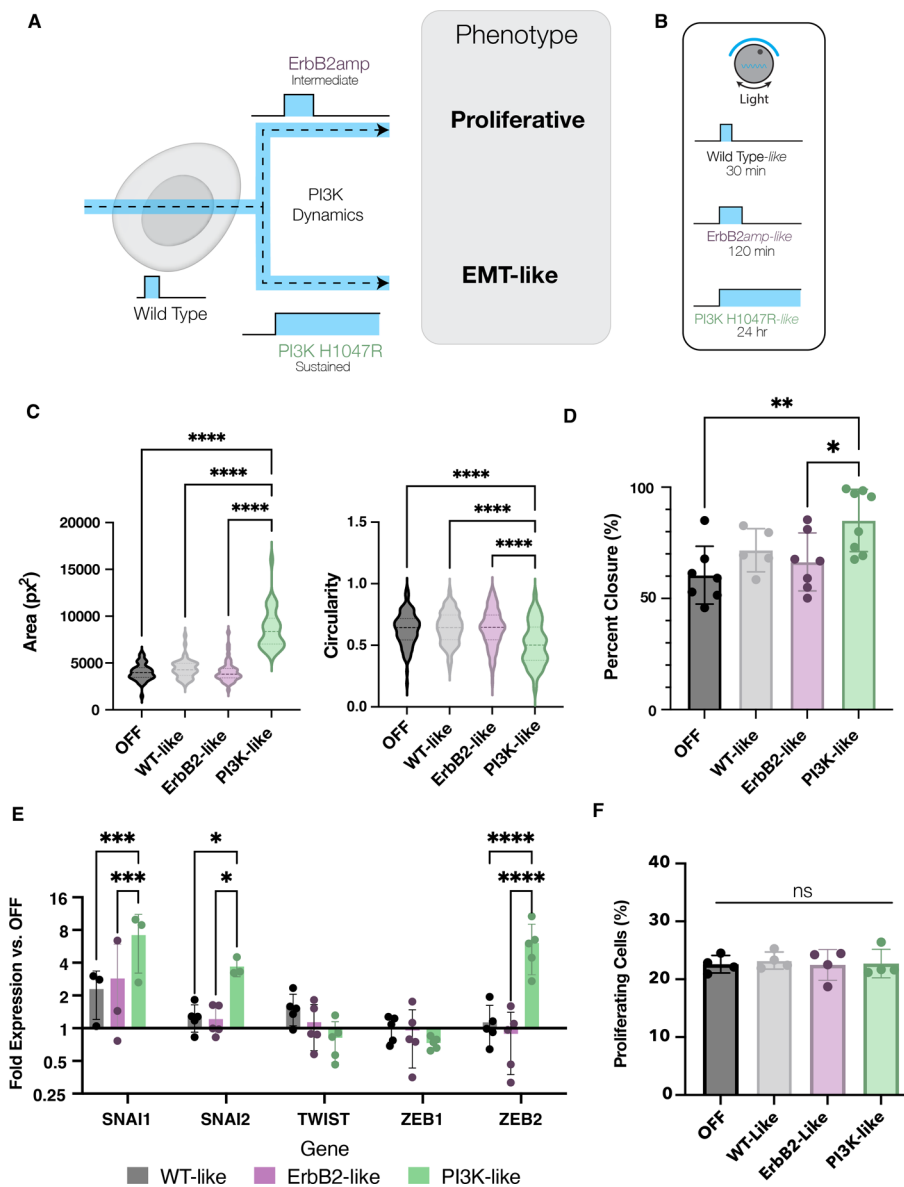 A
ErbB2amp
Intermediate
Phenotype
Proliferative
PI3K
Dynamics
EMT-like
Wild Type
PI3K H1047R
Sustained
B
Light
Wild Type-like
30 min
ErbB2amp-like
120 min
PI3K H1047R-like
24 hr
C
****
****
****
Area (px²)
20000
15000
10000
5000
0
OFF
WT-like
ErbB2-like
PI3K-like
****
****
****
Circularity
1.5
1.0
0.5
0.0
OFF
WT-like
ErbB2-like
PI3K-like
D
**
*
Percent Closure (%)
100
50
0
OFF
WT-like
ErbB2-like
PI3K-like
E
***
***
*
*
****
****
Fold Expression vs. OFF
16
8
4
2
1
0.5
0.25
SNAI1
SNAI2
TWIST
ZEB1
ZEB2
Gene
WT-like
ErbB2-like
PI3K-like
F
ns
Proliferating Cells (%)
40
30
20
10
0
OFF
WT-Like
ErbB2-Like
PI3K-Like